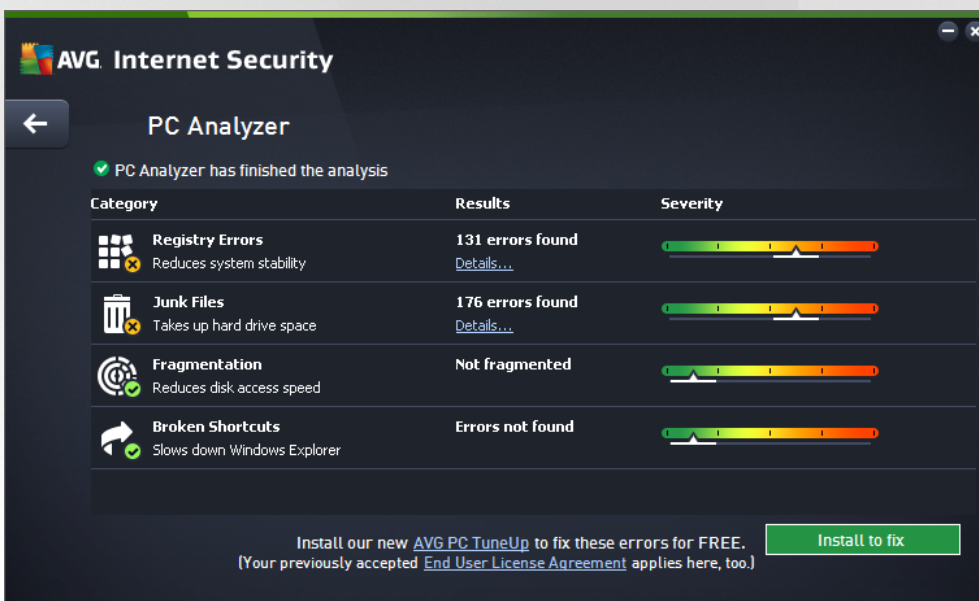 AVG. Internet Security
PC Analyzer
PC Analyzer has finished the analysis
Category Results Severity
Registry Errors 131 errors found
Reduces system stability Details...
Junk Files 176 errors found
Takes up hard drive space Details...
Fragmentation Not fragmented
Reduces disk access speed
Broken Shortcuts Errors not found
Slows down Windows Explorer
Install our new AVG PC TuneUp to fix these errors for FREE. Install to fix
(Your previously accepted End User License Agreement applies here, too.)